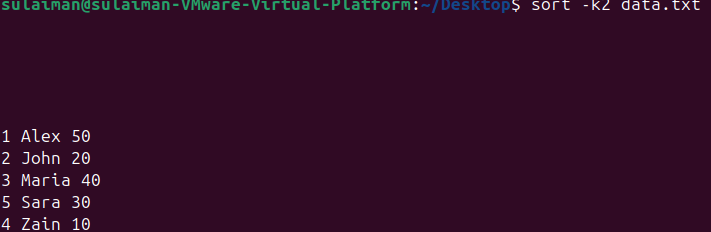 sulaiman@sulaiman-VMware-Virtual-Platform:~/Desktop$ sort -k2 data.txt
1 Alex 50
2 John 20
3 Maria 40
5 Sara 30
4 Zain 10